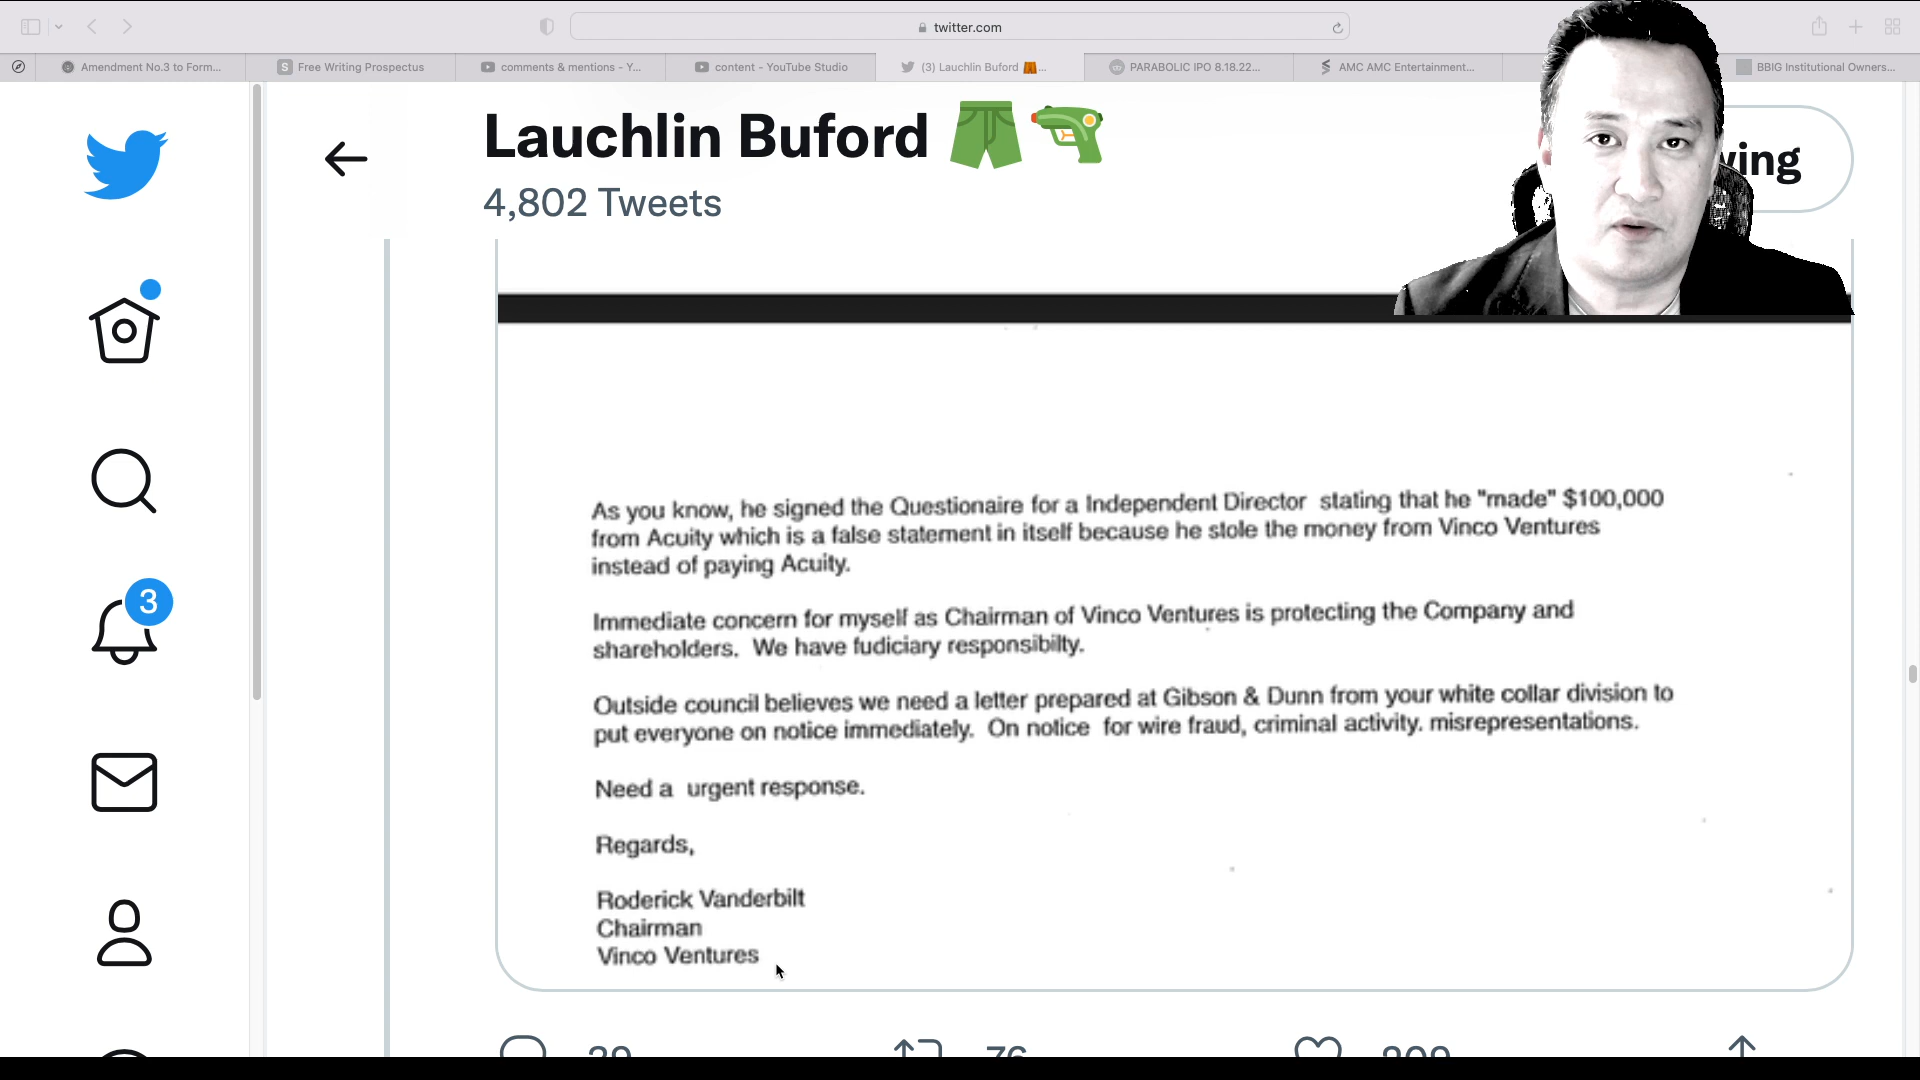 twitter.com
Amendment No.3 to Form...
S Free Writing Prospectus
comments & mentions - Y...
content - YouTube Studio
(3) Lauchlin Buford ...
PARABOLIC IPO 8.18.22...
AMC AMC Entertainment...
BBIG Institutional Owners...
Lauchlin Buford
4,802 Tweets
3
As you know, he signed the Questionaire for a Independent Director stating that he "made" $100,000
from Acuity which is a false statement in itself because he stole the money from Vinco Ventures
instead of paying Acuity.
Immediate concern for myself as Chairman of Vinco Ventures is protecting the Company and
shareholders. We have fudiciary responsibilty.
Outside council believes we need a letter prepared at Gibson & Dunn from your white collar division to
put everyone on notice immediately. On notice for wire fraud, criminal activity. misrepresentations.
Need a urgent response.
Regards,
Roderick Vanderbilt
Chairman
Vinco Ventures